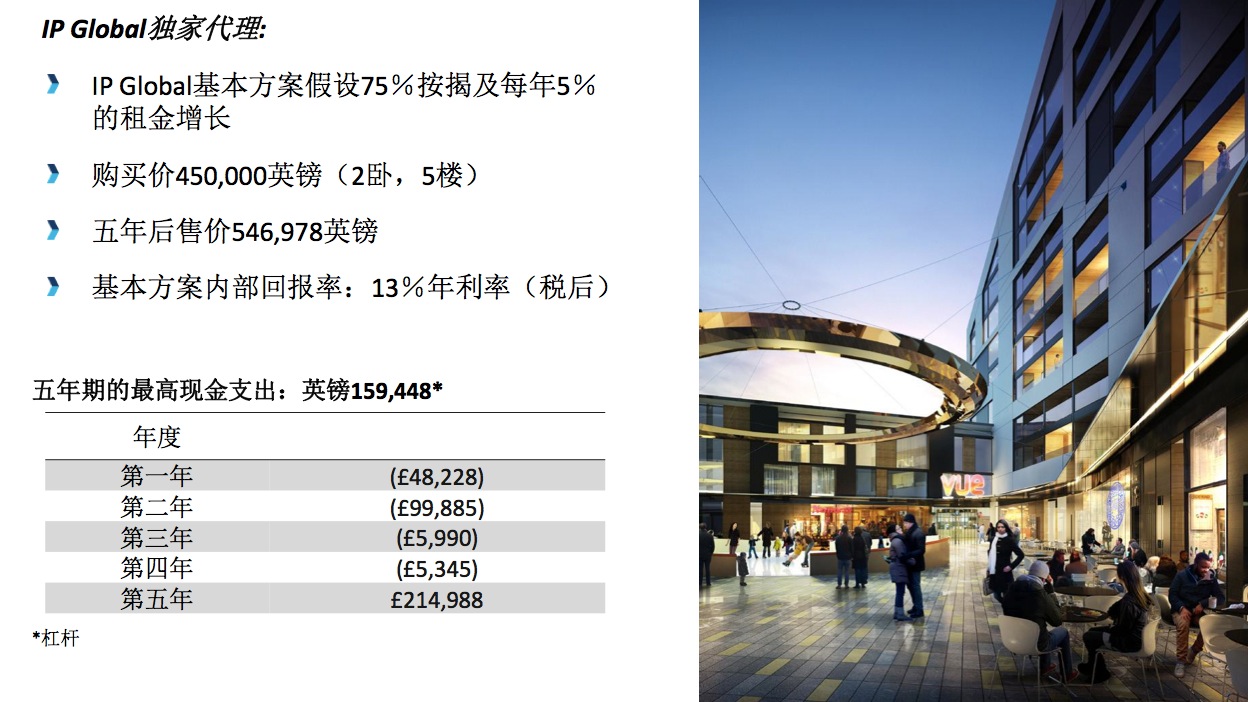 IP Global独家代理:
IP Global基本方案假设75％按揭及每年5％
的租金增长
购买价450,000英镑（2卧，5楼）
五年后售价546,978英镑
基本方案内部回报率：13％年利率（税后）
五年期的最高现金支出：英镑159,448*
年度
第一年 (£48,228)
第二年 (£99,885)
第三年 (£5,990)
第四年 (£5,345)
第五年 £214,988
*杠杆
VUE